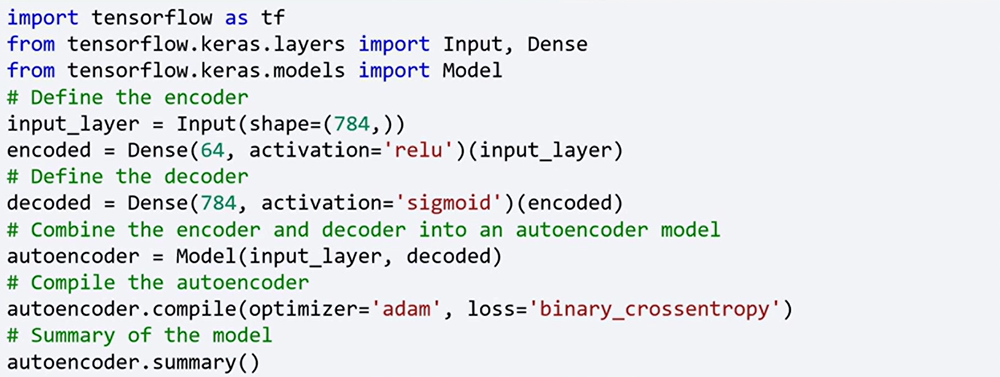 import tensorflow as tf
from tensorflow.keras.layers import Input, Dense
from tensorflow.keras.models import Model
# Define the encoder
input_layer = Input(shape=(784,))
encoded = Dense(64, activation='relu')(input_layer)
# Define the decoder
decoded = Dense(784, activation='sigmoid')(encoded)
# Combine the encoder and decoder into an autoencoder model
autoencoder = Model(input_layer, decoded)
# Compile the autoencoder
autoencoder.compile(optimizer='adam', loss='binary_crossentropy')
# Summary of the model
autoencoder.summary()